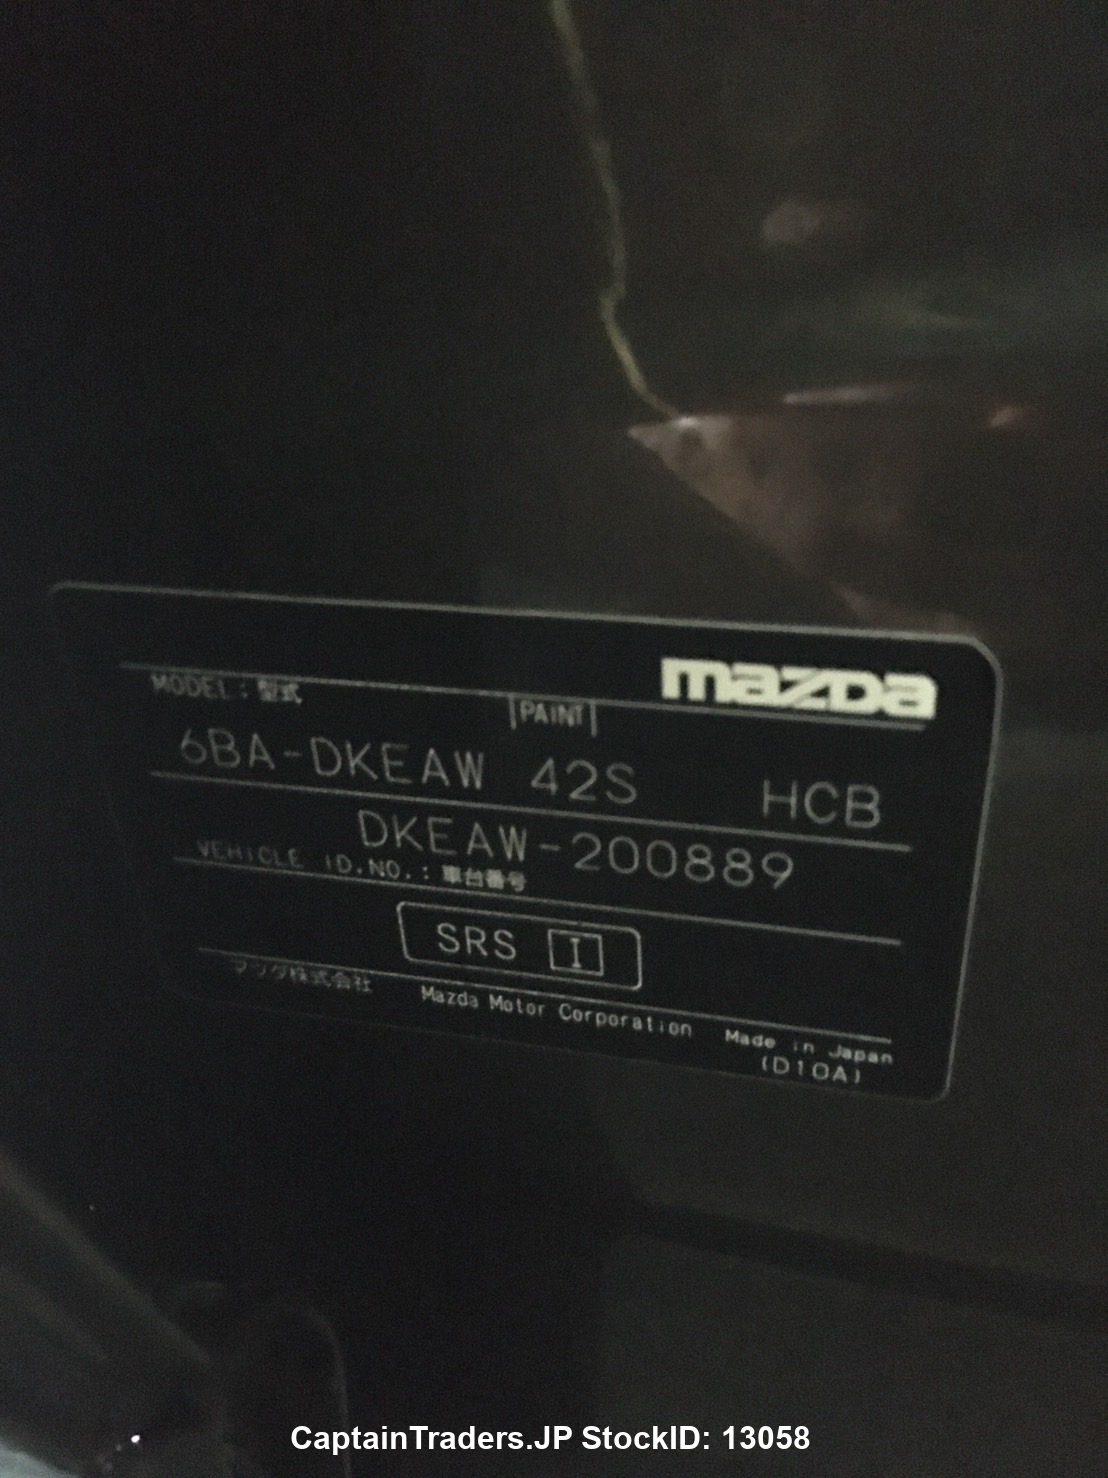 mazda
MODEL : 型式 PAINT
6BA-DKEAW 42S HCB
DKEAW-200889
VEHICLE ID.NO. : 車台番号
SRS I
マツダ株式会社 Mazda Motor Corporation Made in Japan
(D10A)
CaptainTraders.JP StockID: 13058